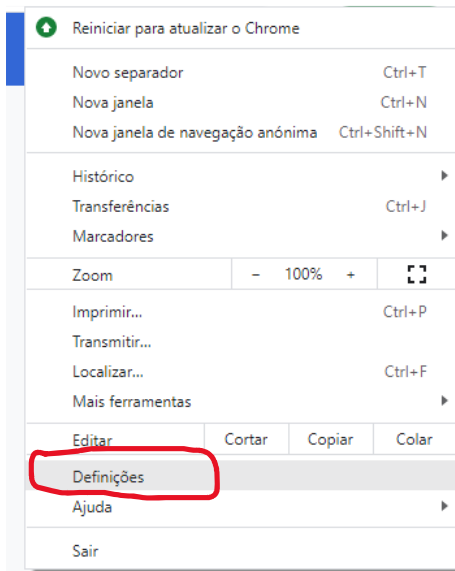 Reiniciar para atualizar o Chrome
Novo separador Ctrl+T
Nova janela Ctrl+N
Nova janela de navegação anónima Ctrl+Shift+N
Histórico
Transferências Ctrl+J
Marcadores
Zoom – 100% +
Imprimir... Ctrl+P
Transmitir...
Localizar... Ctrl+F
Mais ferramentas
Editar Cortar Copiar Colar
Definições
Ajuda
Sair